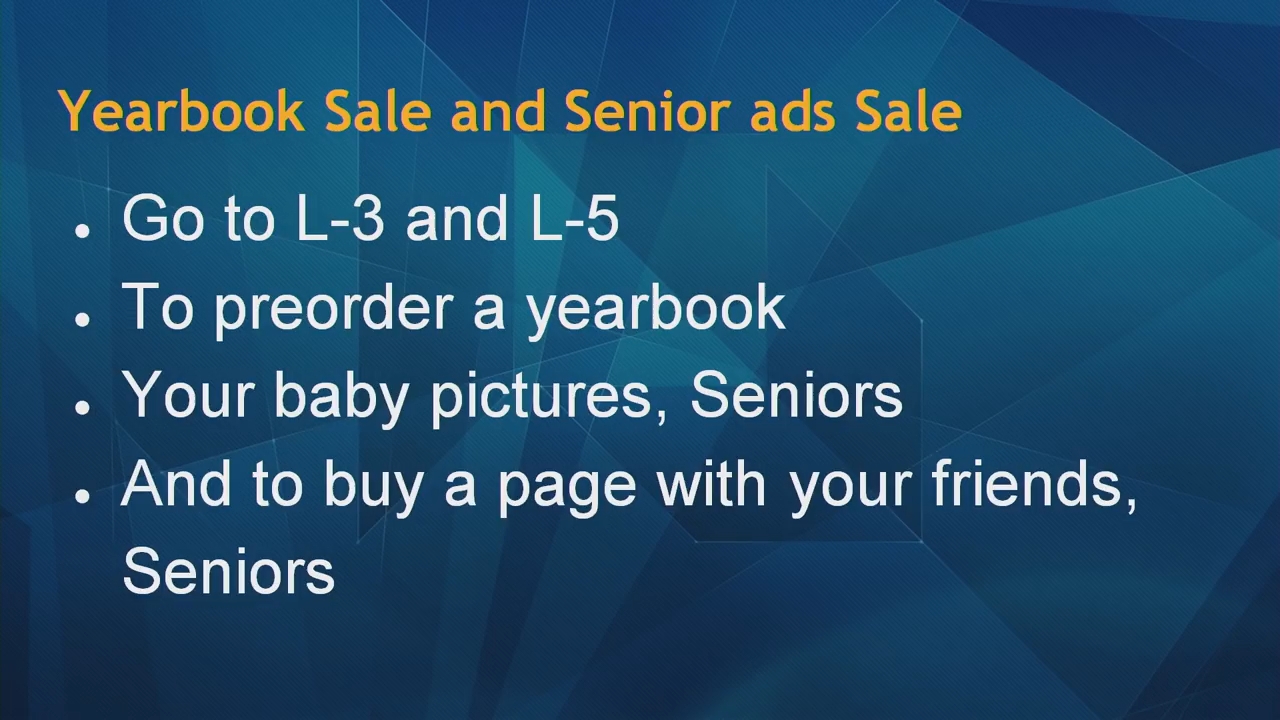 Yearbook Sale and Senior ads Sale
• Go to L-3 and L-5
• To preorder a yearbook
• Your baby pictures, Seniors
• And to buy a page with your friends,
Seniors